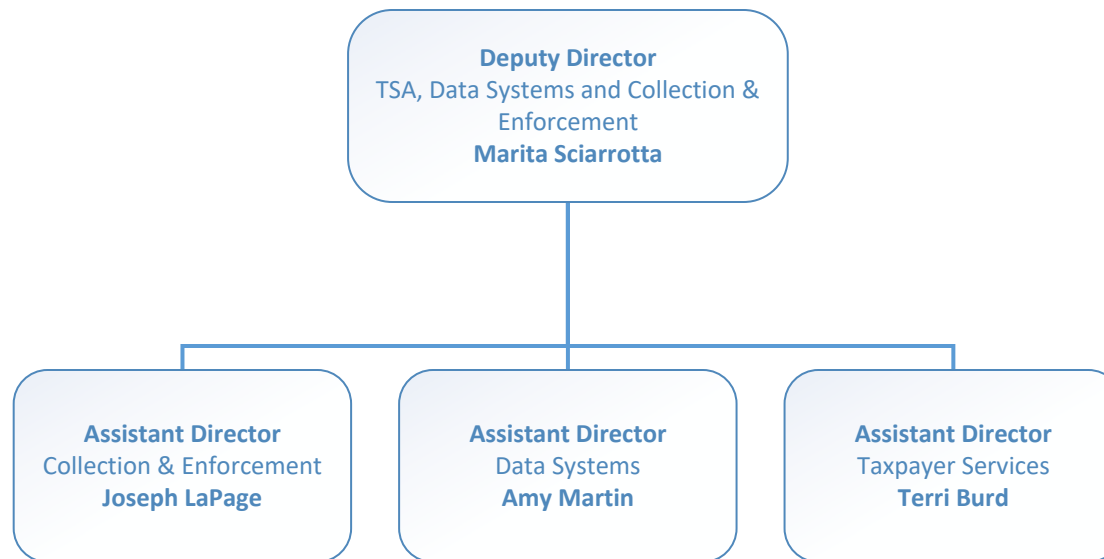 Deputy Director
TSA, Data Systems and Collection &
Enforcement
Marita Sciarrotta
Assistant Director
Collection & Enforcement
Joseph LaPage
Assistant Director
Data Systems
Amy Martin
Assistant Director
Taxpayer Services
Terri Burd